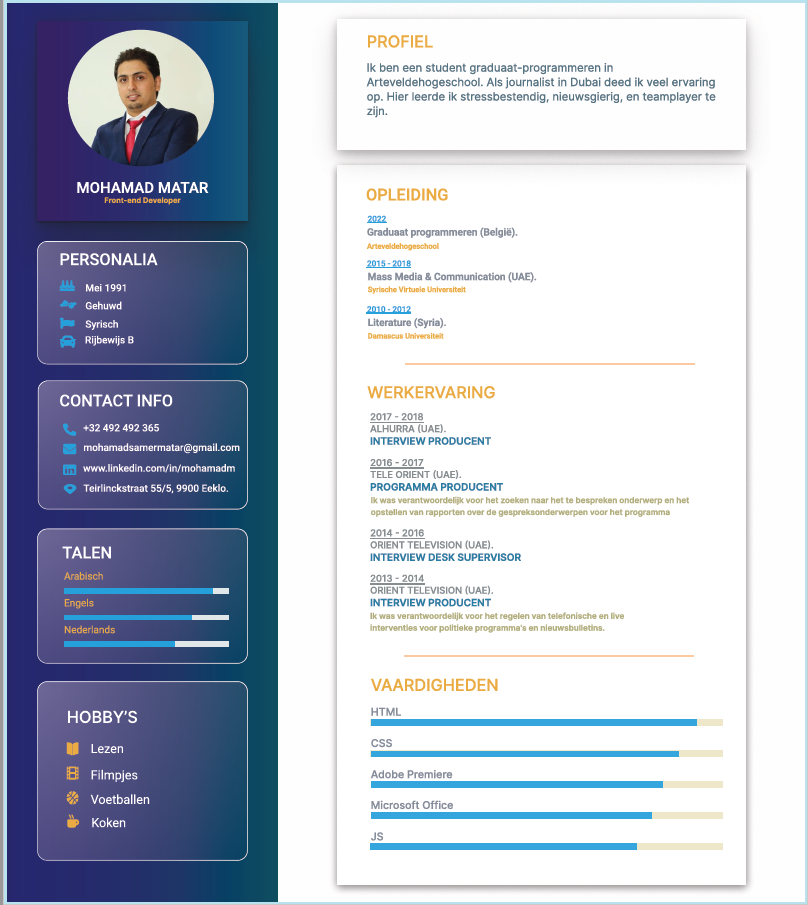 MOHAMAD MATAR
Front-end Developer
PERSONALIA
Mei 1991
Gehuwd
Syrisch
Rijbewijs B
CONTACT INFO
+32 492 492 365
mohamadsamermatar@gmail.com
www.linkedin.com/in/mohamadm
Teirlinckstraat 55/5, 9900 Eeklo.
TALEN
Arabisch
Engels
Nederlands
HOBBY'S
Lezen
Filmpjes
Voetballen
Koken
PROFIEL
Ik ben een student graduaat-programmeren in
Arteveldehogeschool. Als journalist in Dubai deed ik veel ervaring
op. Hier leerde ik stressbestendig, nieuwsgierig, en teamplayer te
zijn.
OPLEIDING
2022
Graduaat programmeren (België).
Arteveldehogeschool
2015 - 2018
Mass Media & Communication (UAE).
Syrische Virtuele Universiteit
2010 - 2012
Literature (Syria).
Damascus Universiteit
WERKERVARING
2017 - 2018
ALHURRA (UAE).
INTERVIEW PRODUCENT
2016 - 2017
TELE ORIENT (UAE).
PROGRAMMA PRODUCENT
Ik was verantwoordelijk voor het zoeken naar het te bespreken onderwerp en het
opstellen van rapporten over de gespreksonderwerpen voor het programma
2014 - 2016
ORIENT TELEVISION (UAE).
INTERVIEW DESK SUPERVISOR
2013 - 2014
ORIENT TELEVISION (UAE).
INTERVIEW PRODUCENT
Ik was verantwoordelijk voor het regelen van telefonische en live
interventies voor politieke programma's en nieuwsbulletins.
VAARDIGHEDEN
HTML
CSS
Adobe Premiere
Microsoft Office
JS